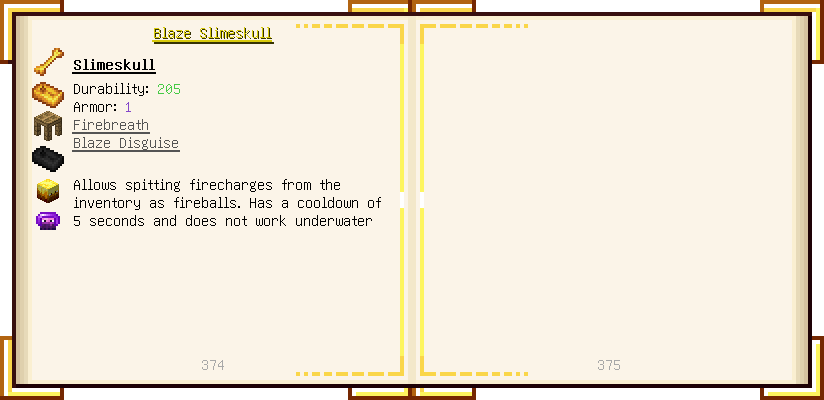 Blaze Slimeskull
Slimeskull
Durability: 205
Armor: 1
Firebreath
Blaze Disguise
Allows spitting firecharges from the
inventory as fireballs. Has a cooldown of
5 seconds and does not work underwater
374
375